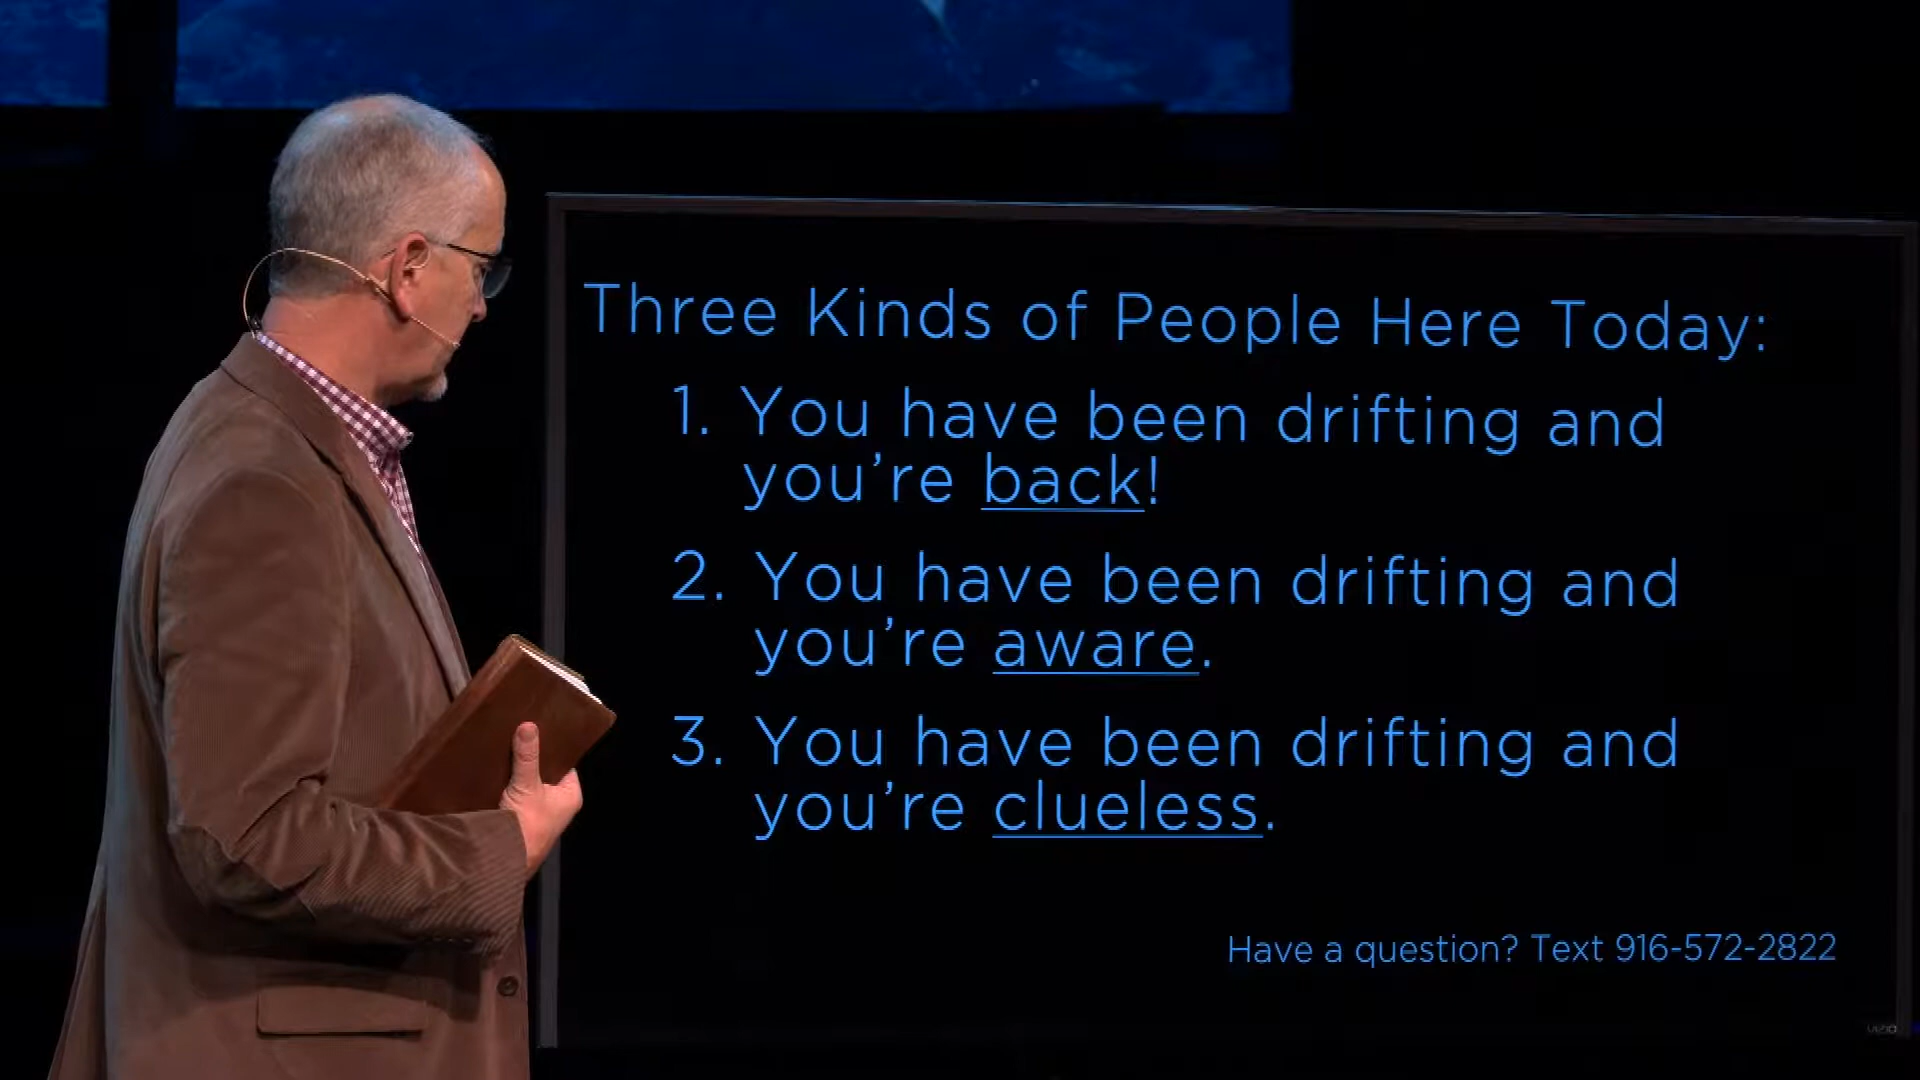 Three Kinds of People Here Today:
1. You have been drifting and
you're back!
2. You have been drifting and
you're aware.
3. You have been drifting and
you're clueless.
Have a question? Text 916-572-2822
VIZIO